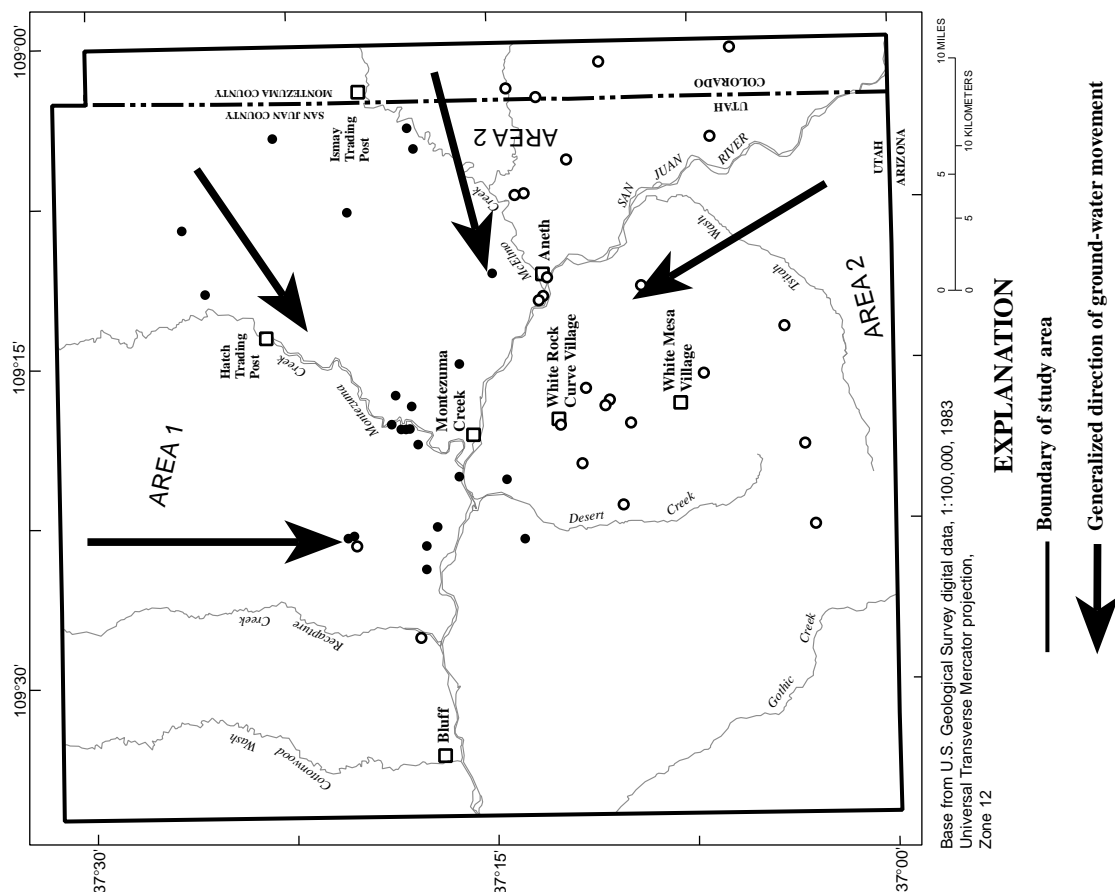 109°30'
109°15'
109°00'
37°30'
37°15'
37°00'
AREA 1
Cottonwood
Wash
Recapture
Creek
Hatch
Trading
Post
Montezuma
Creek
SAN JUAN COUNTY
MONTEZUMA COUNTY
Ismay
Trading
Post
McElmo
Creek
AREA 2
Bluff
Montezuma
Creek
Aneth
White Rock
Curve Village
White Mesa
Village
Desert
Creek
SAN
JUAN
RIVER
UTAH
COLORADO
Tsitah
Wash
Gothic
Creek
AREA 2
UTAH
ARIZONA
Base from U.S. Geological Survey digital data, 1:100,000, 1983
Universal Transverse Mercator projection,
Zone 12
0 5 10 MILES
0 5 10 KILOMETERS
EXPLANATION
Boundary of study area
Generalized direction of ground-water movement